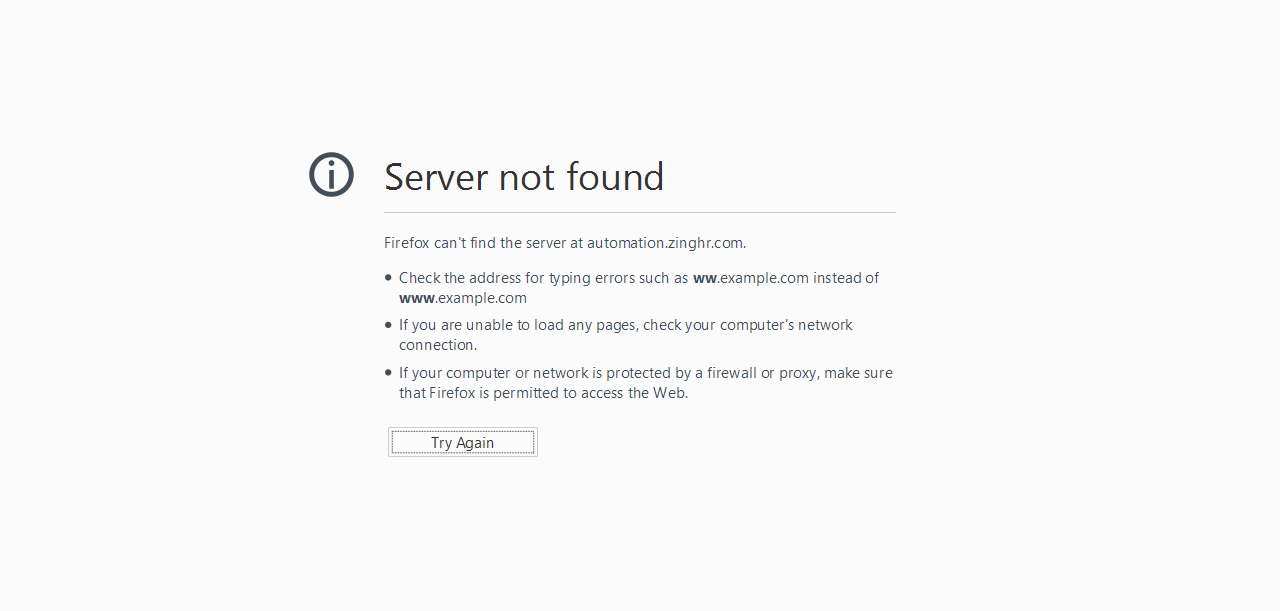 Server not found
Firefox can't find the server at automation.zinghr.com.
• Check the address for typing errors such as ww.example.com instead of
www.example.com
• If you are unable to load any pages, check your computer's network
connection.
• If your computer or network is protected by a firewall or proxy, make sure
that Firefox is permitted to access the Web.
Try Again